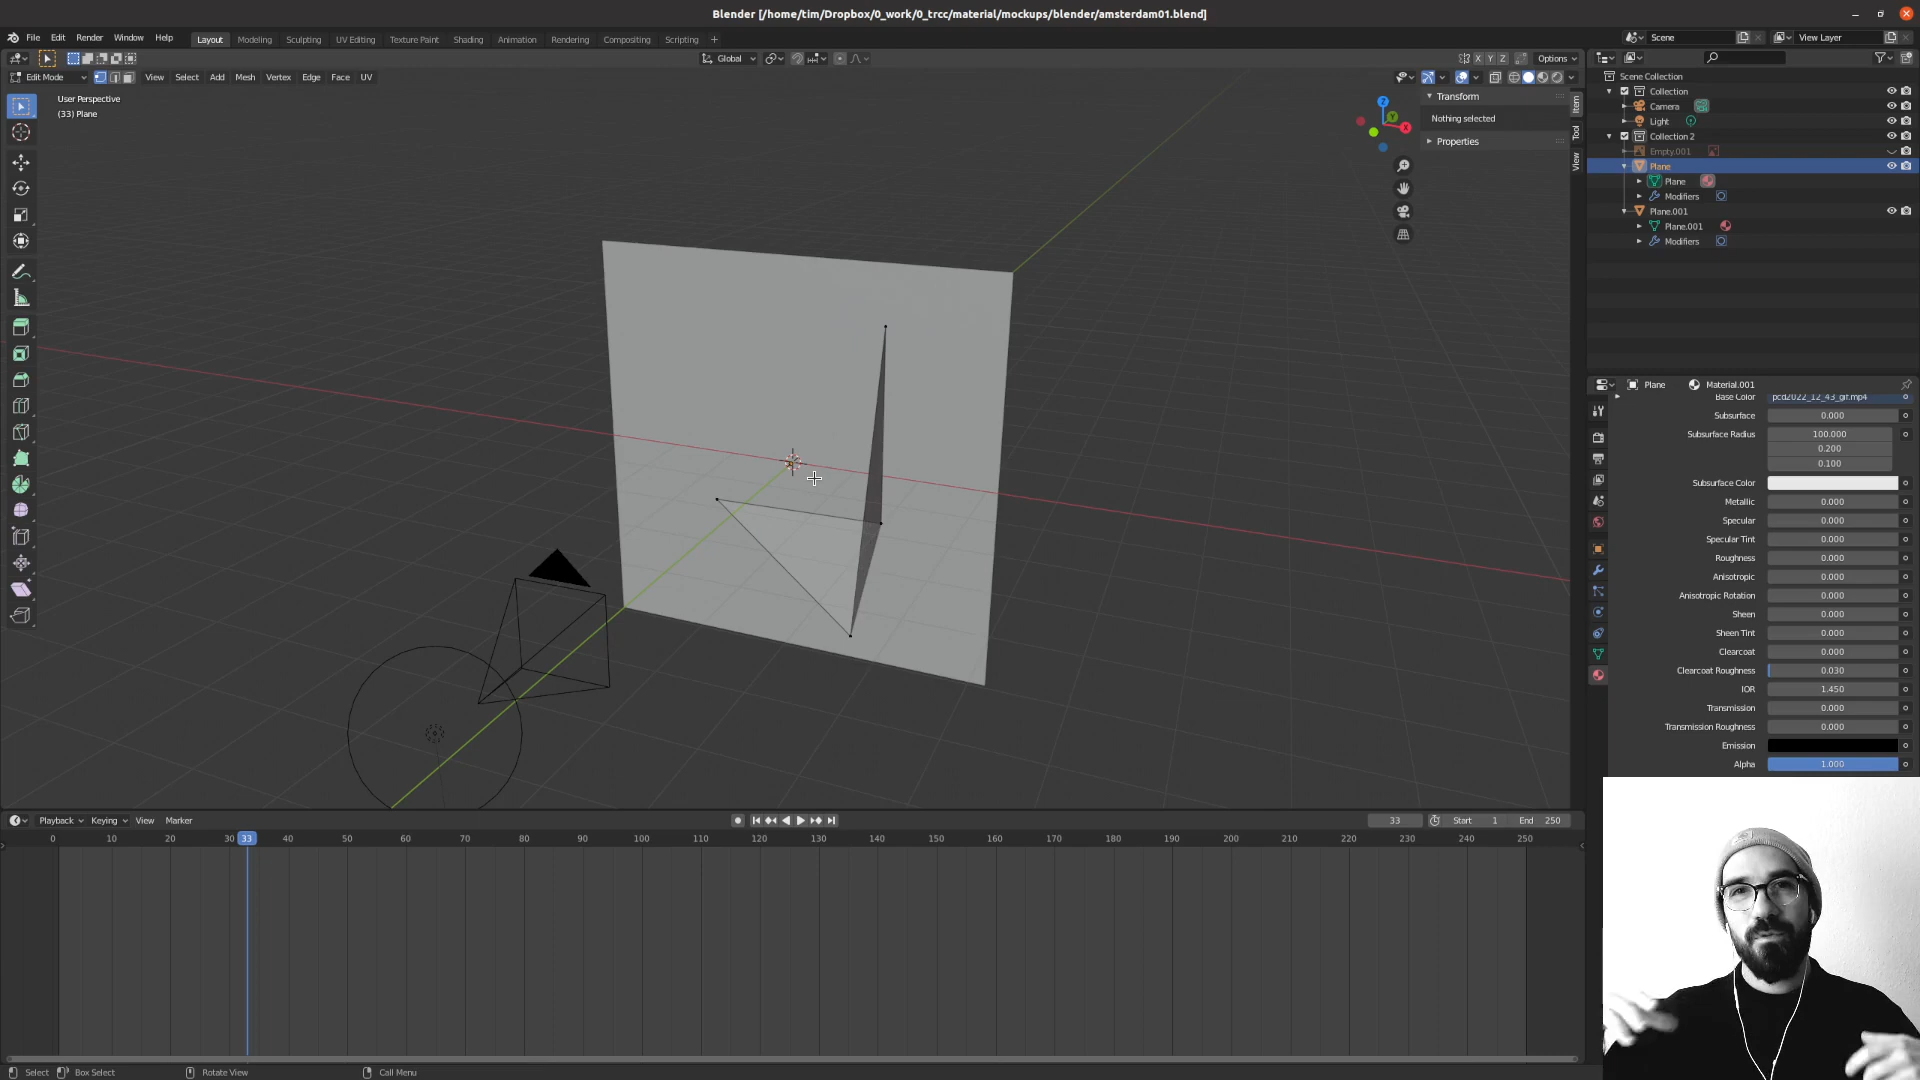 Blender [/home/tim/Dropbox/0_work/0_trcc/material/mockups/blender/amsterdam01.blend]
File Edit Render Window Help Layout Modeling Sculpting UV Editing Texture Paint Shading Animation Rendering Compositing Scripting + Scene View Layer
Global X Y Z Options
Edit Mode View Select Add Mesh Vertex Edge Face UV
User Perspective
(33) Plane
Z
Y
X
Transform
Nothing selected
Properties
Item
Tool
View
Scene Collection
Collection
Camera
Light
Collection 2
Empty.001
Plane
Plane
Modifiers
Plane.001
Plane.001
Modifiers
Plane Material.001
Base Color pcd2022_12_43_gif.mp4
Subsurface 0.000
Subsurface Radius 100.000
0.200
0.100
Subsurface Color
Metallic 0.000
Specular 0.000
Specular Tint 0.000
Roughness 0.000
Anisotropic 0.000
Anisotropic Rotation 0.000
Sheen 0.000
Sheen Tint 0.000
Clearcoat 0.000
Clearcoat Roughness 0.030
IOR 1.450
Transmission 0.000
Transmission Roughness 0.000
Emission
Alpha 1.000
Playback Keying View Marker 33 Start 1 End 250
0 10 20 30 33 40 50 60 70 80 90 100 110 120 130 140 150 160 170 180 190 200 210 220 230 240 250
Select Box Select Rotate View Call Menu